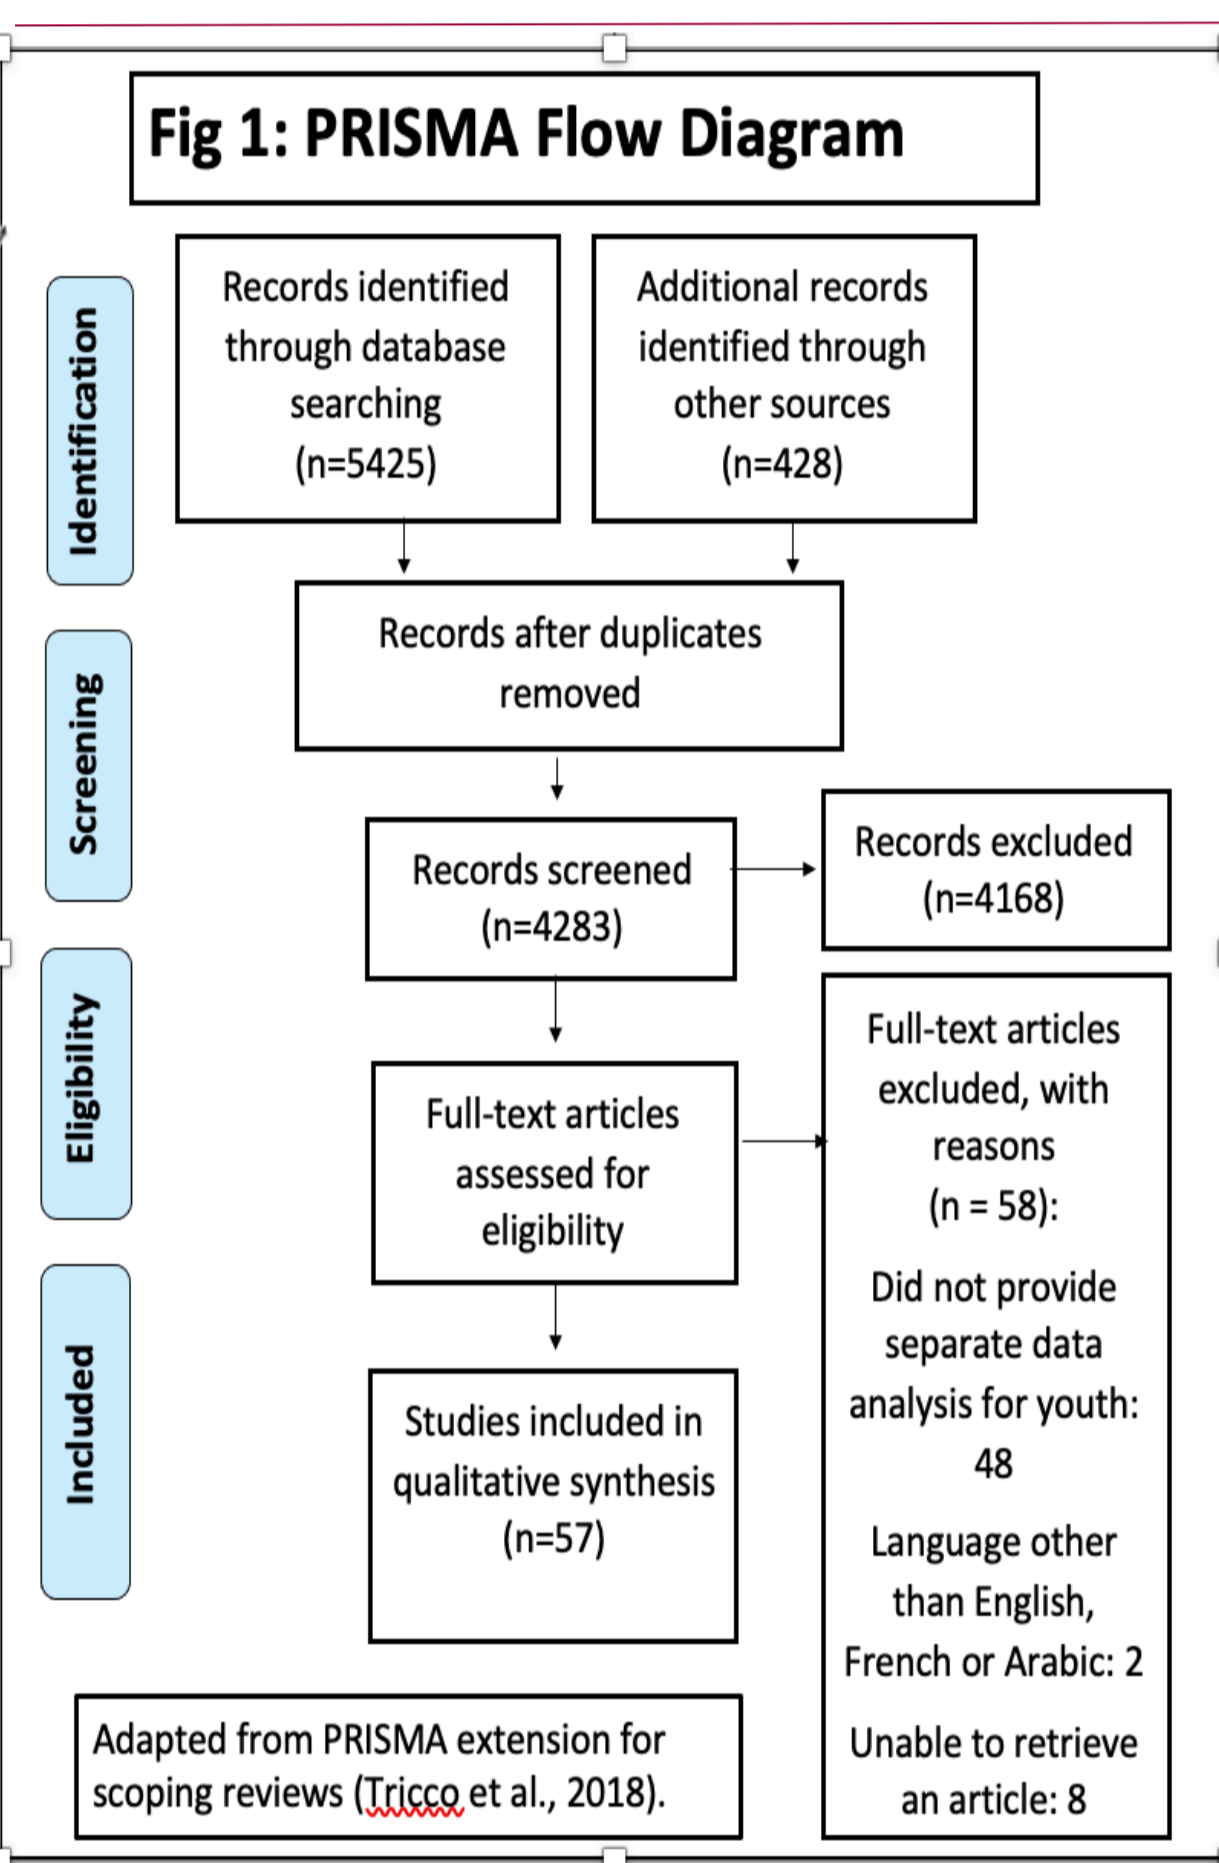 Fig 1: PRISMA Flow Diagram
Identification
Records identified
through database
searching
(n=5425)
Additional records
identified through
other sources
(n=428)
Records after duplicates
removed
Screening
Records screened
(n=4283)
Records excluded
(n=4168)
Eligibility
Full-text articles
assessed for
eligibility
Full-text articles
excluded, with
reasons
(n = 58):
Did not provide
separate data
analysis for youth:
48
Language other
than English,
French or Arabic: 2
Unable to retrieve
an article: 8
Included
Studies included in
qualitative synthesis
(n=57)
Adapted from PRISMA extension for
scoping reviews (Tricco et al., 2018).